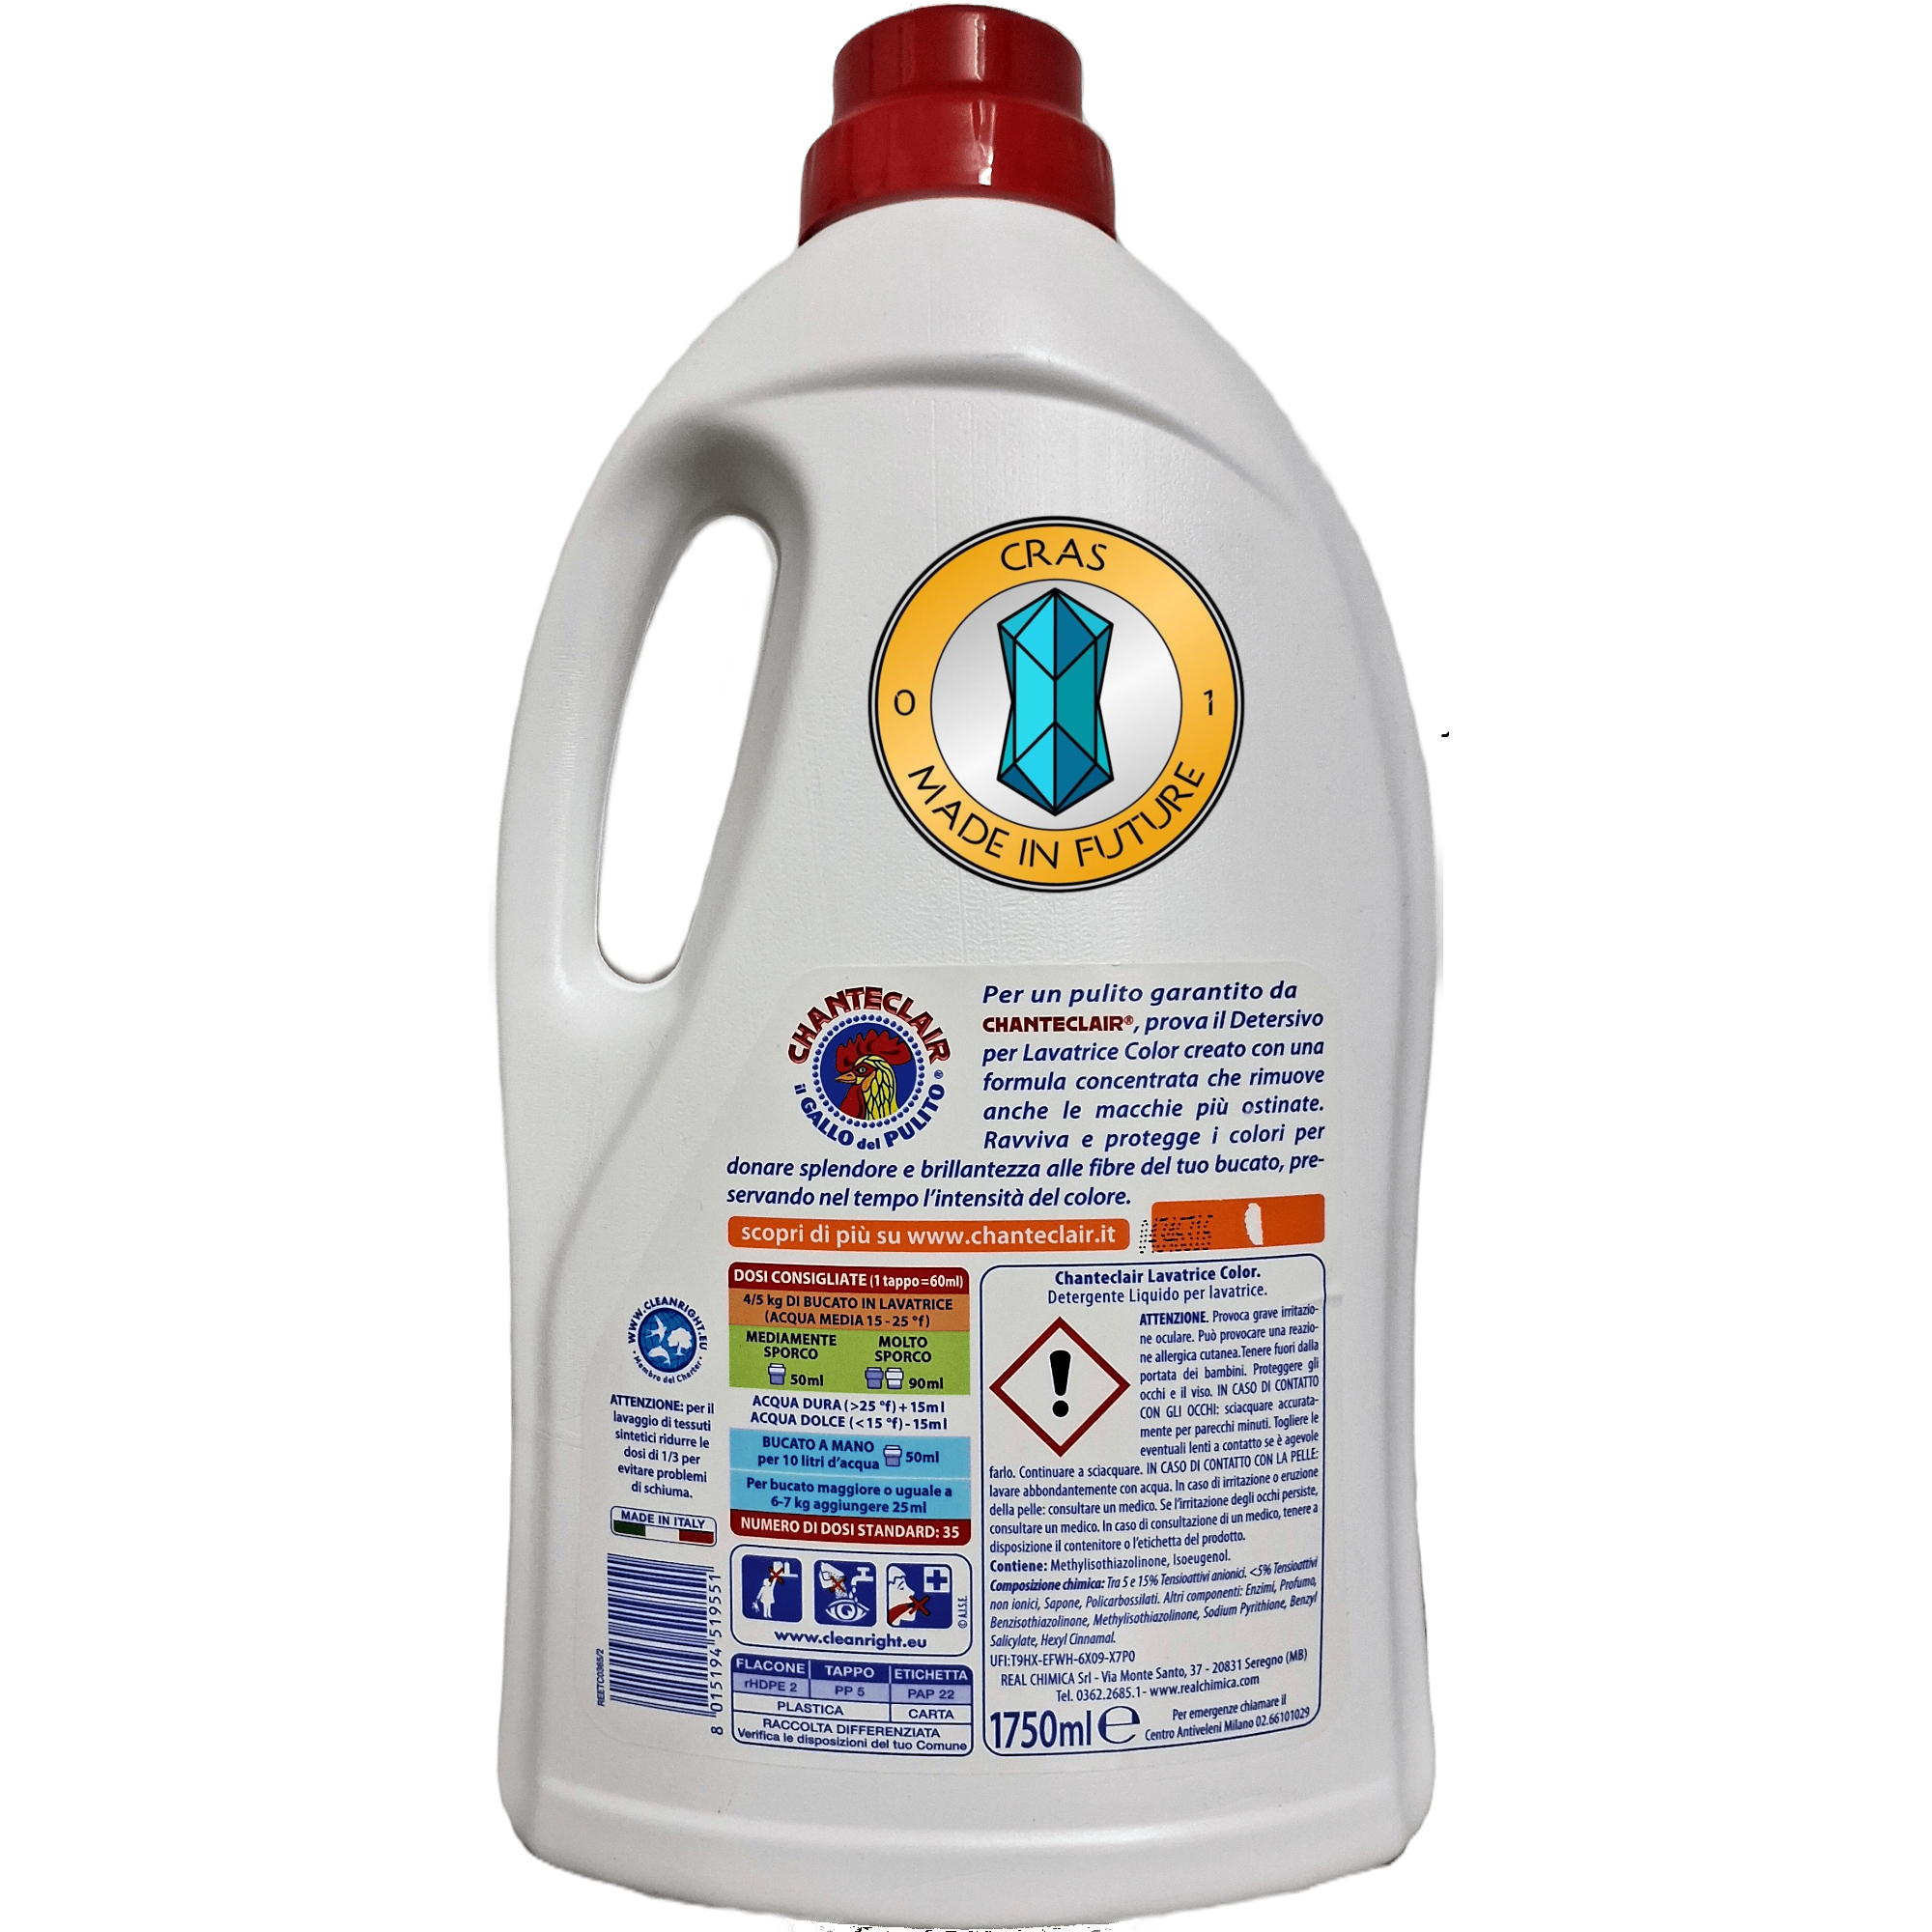 CRAS
0 1
MADE IN FUTURE
CHANTECLAIR
il GALLO del PULITO ®
Per un pulito garantito da
CHANTECLAIR®, prova il Detersivo
per Lavatrice Color creato con una
formula concentrata che rimuove
anche le macchie più ostinate.
Ravviva e protegge i colori per
donare splendore e brillantezza alle fibre del tuo bucato, pre-
servando nel tempo l'intensità del colore.
scopri di più su www.chanteclair.it
WWW.CLEANRIGHT.EU
• Membro del Charter •
ATTENZIONE: per il
lavaggio di tessuti
sintetici ridurre le
dosi di 1/3 per
evitare problemi
di schiuma.
MADE IN ITALY
REETC0365/2
8 015194 519551
DOSI CONSIGLIATE (1 tappo=60ml)
4/5 kg DI BUCATO IN LAVATRICE
(ACQUA MEDIA 15 - 25 °f)
MEDIAMENTE SPORCO
50ml
MOLTO SPORCO
90ml
ACQUA DURA (>25 °f) + 15ml
ACQUA DOLCE (<15 °f) - 15ml
BUCATO A MANO
per 10 litri d'acqua 50ml
Per bucato maggiore o uguale a
6-7 kg aggiungere 25ml
NUMERO DI DOSI STANDARD: 35
© A.I.S.E.
www.cleanright.eu
FLACONE TAPPO ETICHETTA
rHDPE 2 PP 5 PAP 22
PLASTICA CARTA
RACCOLTA DIFFERENZIATA
Verifica le disposizioni del tuo Comune
Chanteclair Lavatrice Color.
Detergente Liquido per lavatrice.
ATTENZIONE. Provoca grave irritazio-
ne oculare. Può provocare una reazio-
ne allergica cutanea.Tenere fuori dalla
portata dei bambini. Proteggere gli
occhi e il viso. IN CASO DI CONTATTO
CON GLI OCCHI: sciacquare accurata-
mente per parecchi minuti. Togliere le
eventuali lenti a contatto se è agevole
farlo. Continuare a sciacquare. IN CASO DI CONTATTO CON LA PELLE:
lavare abbondantemente con acqua. In caso di irritazione o eruzione
della pelle: consultare un medico. Se l'irritazione degli occhi persiste,
consultare un medico. In caso di consultazione di un medico, tenere a
disposizione il contenitore o l'etichetta del prodotto.
Contiene: Methylisothiazolinone, Isoeugenol.
Composizione chimica: Tra 5 e 15% Tensioattivi anionici. <5% Tensioattivi
non ionici, Sapone, Policarbossilati. Altri componenti: Enzimi, Profumo,
Benzisothiazolinone, Methylisothiazolinone, Sodium Pyrithione, Benzyl
Salicylate, Hexyl Cinnamal.
UFI:T9HX-EFWH-6X09-X7P0
REAL CHIMICA Srl - Via Monte Santo, 37 - 20831 Seregno (MB)
Tel. 0362.2685.1 - www.realchimica.com
1750ml e
Per emergenze chiamare il
Centro Antiveleni Milano 02.66101029